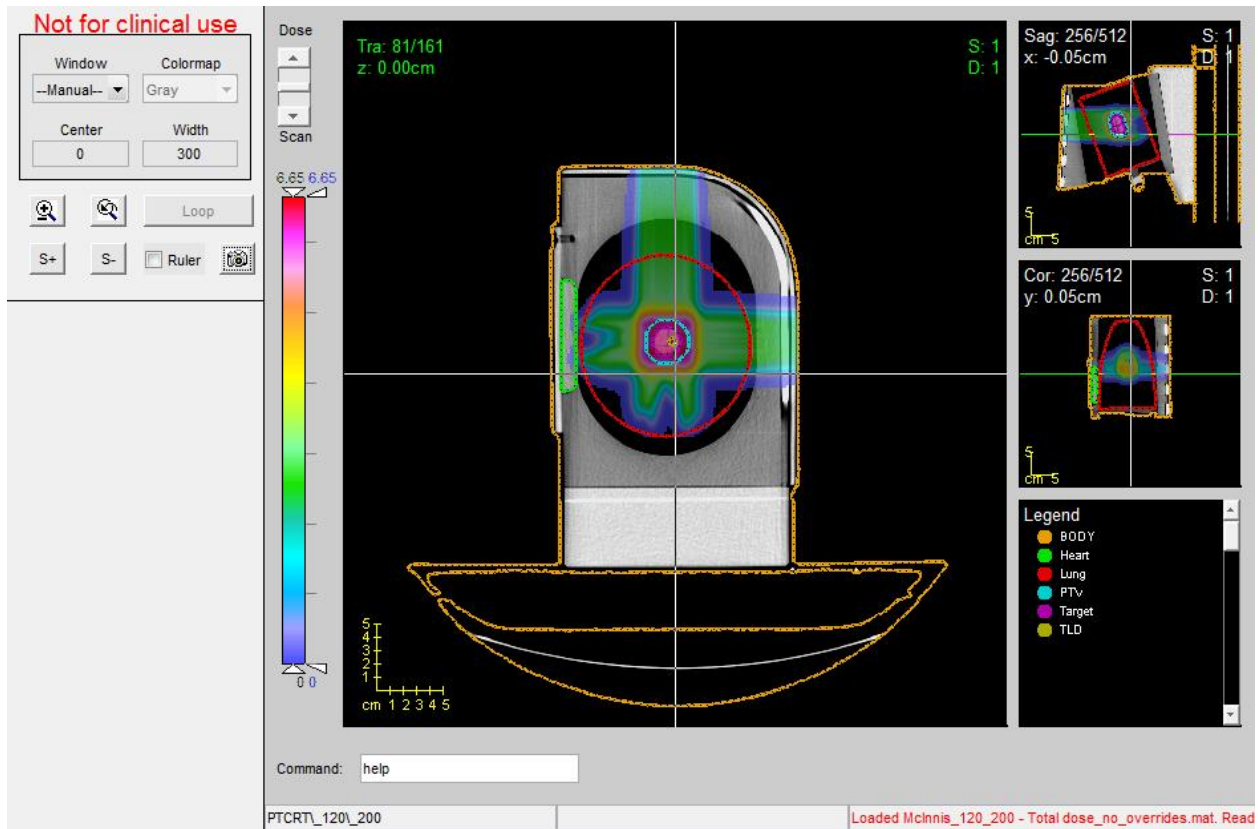 Not for clinical use
Window Colormap
--Manual-- Gray
Center Width
0 300
Loop
S+ S- Ruler
Dose
Scan
6.65 6.65
0 0
Tra: 81/161
z: 0.00cm
S: 1
D: 1
5
4
3
2
1
cm 1 2 3 4 5
Sag: 256/512
x: -0.05cm
S: 1
D: 1
5
cm 5
Cor: 256/512
y: 0.05cm
S: 1
D: 1
5
cm 5
Legend
BODY
Heart
Lung
PTv
Target
TLD
Command: help
PTCRT\_120\_200
Loaded McInnis_120_200 - Total dose_no_overrides.mat. Read